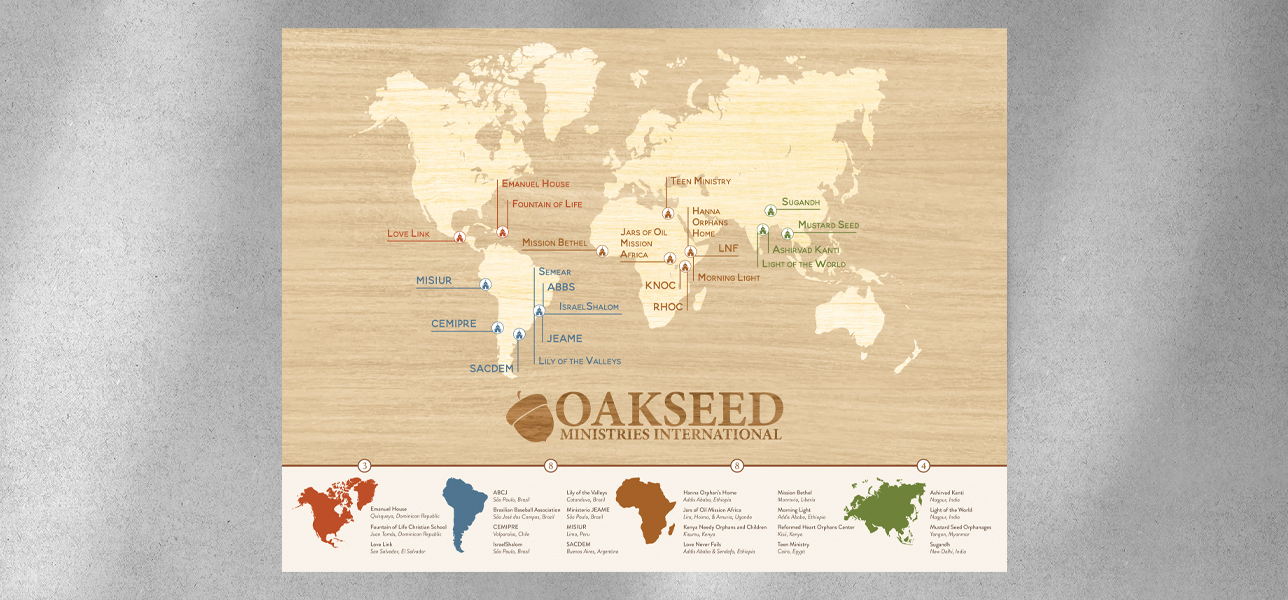 Teen Ministry
Emanuel House
Fountain of Life
Sugandh
Hanna
Orphans
Home
Mustard Seed
Love Link
Jars of Oil
Mission
Africa
Mission Bethel
LNF
Ashirvad Kanti
Light of the World
Semear
MISIUR
ABBS
KNOC
Morning Light
IsraelShalom
RHOC
CEMIPRE
JEAME
Lily of the Valleys
SACDEM
OAKSEED
MINISTRIES INTERNATIONAL
3
8
8
4
Emanuel House
Quisqueya, Dominican Republic
Fountain of Life Christian School
Juan Tomás, Dominican Republic
Love Link
San Salvador, El Salvador
ABCJ
São Paulo, Brazil
Brazilian Baseball Association
São José dos Campos, Brazil
CEMIPRE
Valparaiso, Chile
IsraelShalom
São Paulo, Brazil
Lily of the Valleys
Catanduva, Brazil
Ministerio JEAME
São Paulo, Brazil
MISIUR
Lima, Peru
SACDEM
Buenos Aires, Argentina
Hanna Orphan's Home
Addis Ababa, Ethiopia
Jars of Oil Mission Africa
Lira, Hoima, & Amuria, Uganda
Kenya Needy Orphans and Children
Kisumu, Kenya
Love Never Fails
Addis Ababa & Sendafa, Ethiopia
Mission Bethel
Monrovia, Liberia
Morning Light
Addis Ababa, Ethiopia
Reformed Heart Orphans Center
Kisii, Kenya
Teen Ministry
Cairo, Egypt
Ashirvad Kanti
Nagpur, India
Light of the World
Nagpur, India
Mustard Seed Orphanages
Yangon, Myanmar
Sugandh
New Delhi, India